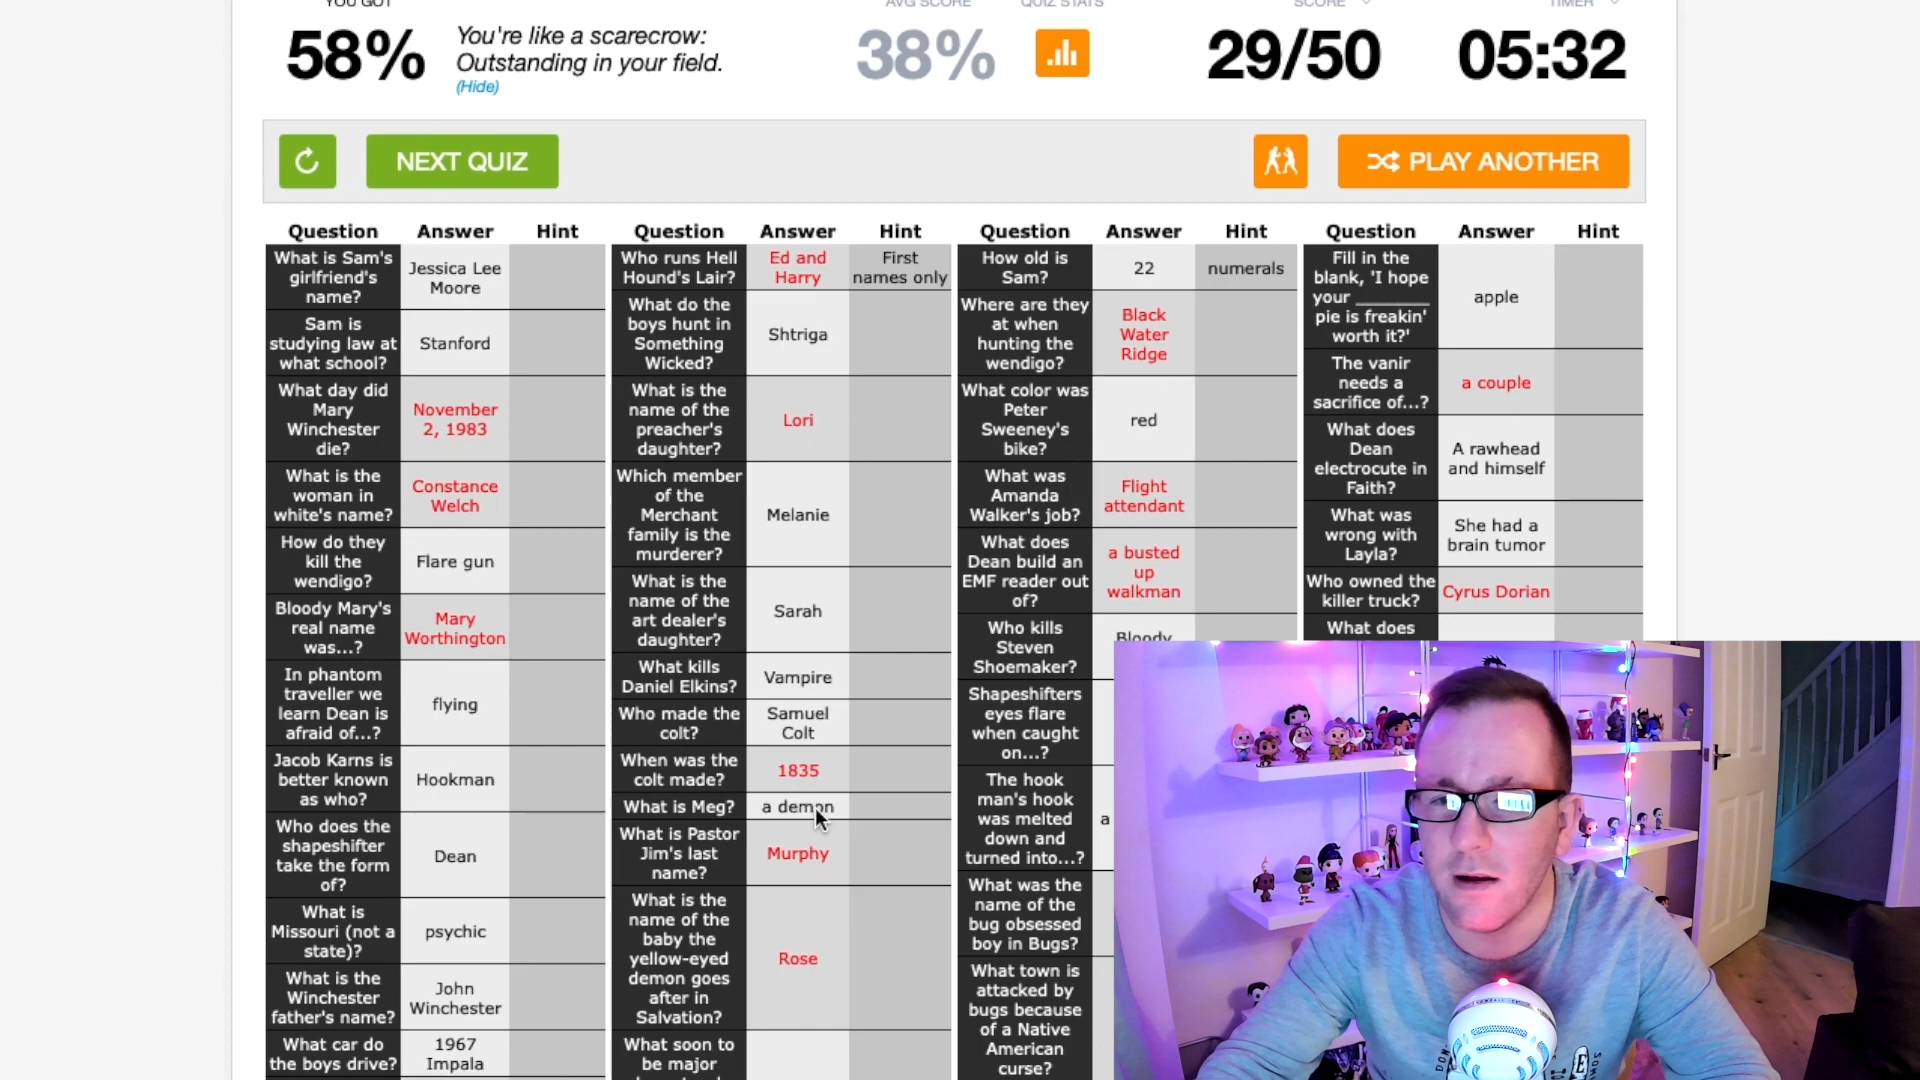 YOU GOT
58%
You're like a scarecrow:
Outstanding in your field.
(Hide)
AVG SCORE
38%
QUIZ STATS
SCORE
29/50
TIMER
05:32
NEXT QUIZ
PLAY ANOTHER
Question Answer Hint
What is Sam's
girlfriend's
name?
Jessica Lee
Moore
Sam is
studying law at
what school?
Stanford
What day did
Mary
Winchester
die?
November
2, 1983
What is the
woman in
white's name?
Constance
Welch
How do they
kill the
wendigo?
Flare gun
Bloody Mary's
real name
was...?
Mary
Worthington
In phantom
traveller we
learn Dean is
afraid of...?
flying
Jacob Karns is
better known
as who?
Hookman
Who does the
shapeshifter
take the form
of?
Dean
What is
Missouri (not a
state)?
psychic
What is the
Winchester
father's name?
John
Winchester
What car do
the boys drive?
1967
Impala
Question Answer Hint
Who runs Hell
Hound's Lair?
Ed and
Harry
First
names only
What do the
boys hunt in
Something
Wicked?
Shtriga
What is the
name of the
preacher's
daughter?
Lori
Which member
of the
Merchant
family is the
murderer?
Melanie
What is the
name of the
art dealer's
daughter?
Sarah
What kills
Daniel Elkins?
Vampire
Who made the
colt?
Samuel
Colt
When was the
colt made?
1835
What is Meg?
a demon
What is Pastor
Jim's last
name?
Murphy
What is the
name of the
baby the
yellow-eyed
demon goes
after in
Salvation?
Rose
What soon to
be major
Question Answer Hint
How old is
Sam?
22
numerals
Where are they
at when
hunting the
wendigo?
Black
Water
Ridge
What color was
Peter
Sweeney's
bike?
red
What was
Amanda
Walker's job?
Flight
attendant
What does
Dean build an
EMF reader out
of?
a busted
up
walkman
Who kills
Steven
Shoemaker?
Bloody
Shapeshifters
eyes flare
when caught
on...?
The hook
man's hook
was melted
down and
turned into...?
a
What was the
name of the
bug obsessed
boy in Bugs?
What town is
attacked by
bugs because
of a Native
American
curse?
Question Answer Hint
Fill in the
blank, 'I hope
your ________
pie is freakin'
worth it?'
apple
The vanir
needs a
sacrifice of...?
a couple
What does
Dean
electrocute in
Faith?
A rawhead
and himself
What was
wrong with
Layla?
She had a
brain tumor
Who owned the
killer truck?
Cyrus Dorian
What does